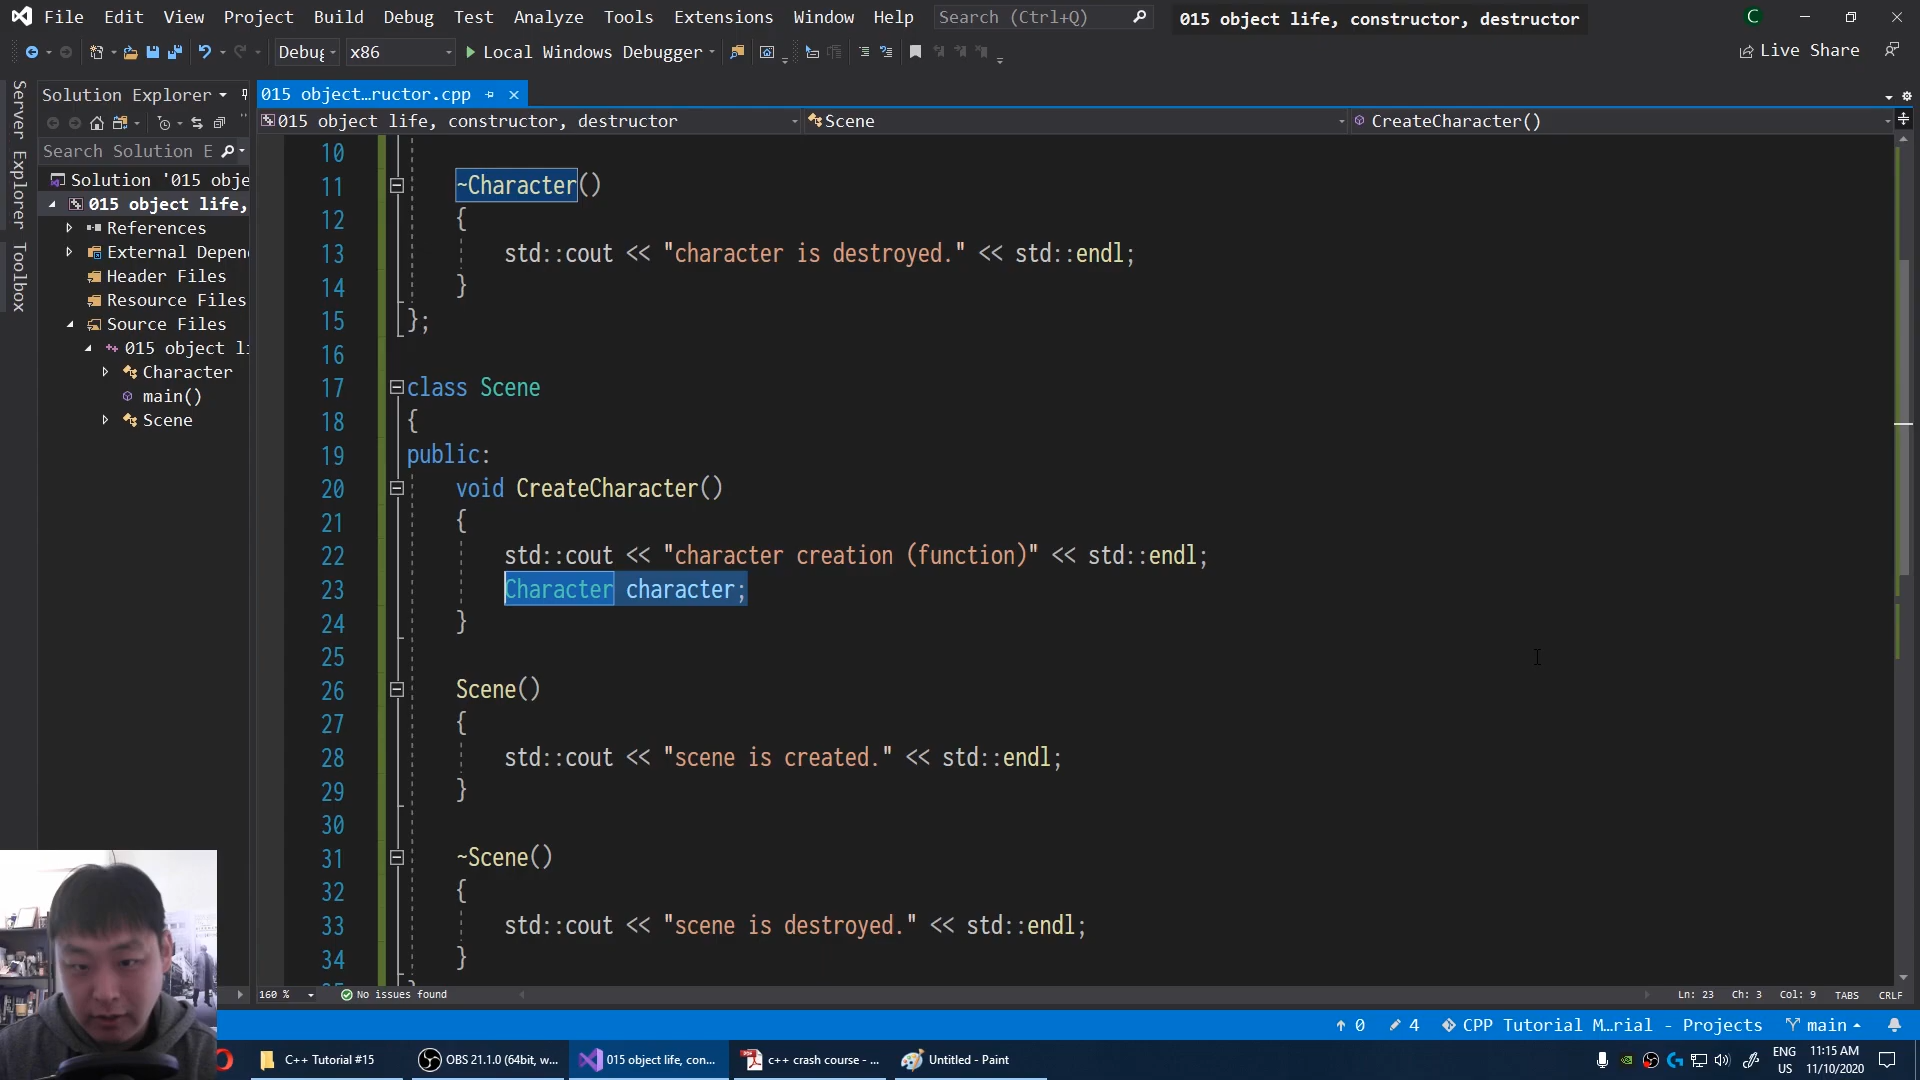 File Edit View Project Build Debug Test Analyze Tools Extensions Window Help Search (Ctrl+Q) 015 object life, constructor, destructor C
Debug x86 Local Windows Debugger Live Share
Server Explorer
Toolbox
Solution Explorer
Search Solution E
Solution '015 obje
015 object life,
References
External Depen
Header Files
Resource Files
Source Files
015 object li
Character
main()
Scene
015 object…ructor.cpp
015 object life, constructor, destructor Scene CreateCharacter()
10
11 ~Character()
12 {
13 std::cout << "character is destroyed." << std::endl;
14 }
15 };
16
17 class Scene
18 {
19 public:
20 void CreateCharacter()
21 {
22 std::cout << "character creation (function)" << std::endl;
23 Character character;
24 }
25
26 Scene()
27 {
28 std::cout << "scene is created." << std::endl;
29 }
30
31 ~Scene()
32 {
33 std::cout << "scene is destroyed." << std::endl;
34 }
160 % No issues found Ln: 23 Ch: 3 Col: 9 TABS CRLF
0 4 CPP Tutorial M…rial - Projects main
C++ Tutorial #15 OBS 21.1.0 (64bit, w... 015 object life, con... c++ crash course - ... Untitled - Paint ENG US 11:15 AM 11/10/2020